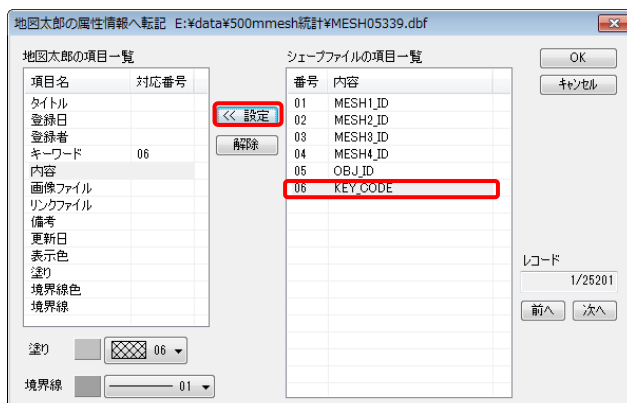 地図太郎の属性情報へ転記 E:¥data¥500mmesh統計¥MESH05339.dbf
地図太郎の項目一覧
項目名 対応番号
タイトル
登録日
登録者
キーワード 06
内容
画像ファイル
リンクファイル
備考
更新日
表示色
塗り
境界線色
境界線
塗り 06
境界線 01
<< 設定
解除
シェープファイルの項目一覧
番号 内容
01 MESH1_ID
02 MESH2_ID
03 MESH3_ID
04 MESH4_ID
05 OBJ_ID
06 KEY_CODE
OK
キャンセル
レコード
1/25201
前へ 次へ